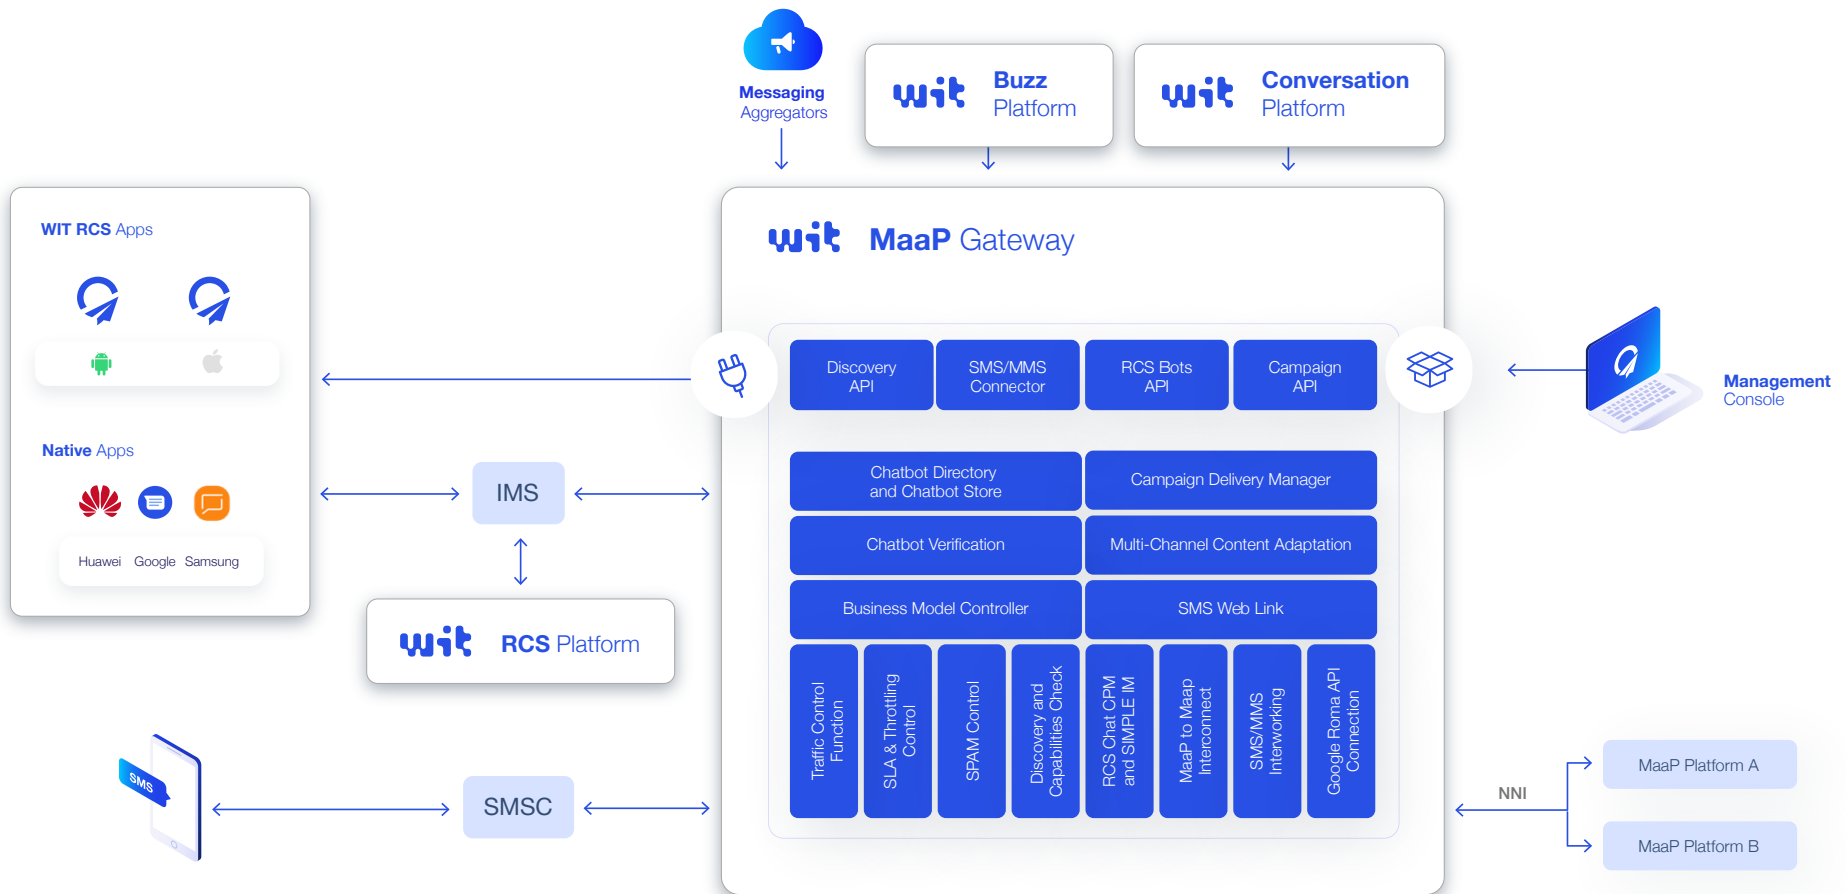 Messaging
Aggregators
wit
Buzz
Platform
wit
Conversation
Platform
WIT RCS Apps
Native Apps
Huawei
Google
Samsung
IMS
wit
RCS Platform
SMS
SMSC
wit
MaaP Gateway
Discovery
API
SMS/MMS
Connector
RCS Bots
API
Campaign
API
Chatbot Directory
and Chatbot Store
Campaign Delivery Manager
Chatbot Verification
Multi-Channel Content Adaptation
Business Model Controller
SMS Web Link
Traffic Control
Function
SLA & Throttling
Control
SPAM Control
Discovery and
Capabilities Check
RCS Chat CPM
and SIMPLE IM
MaaP to Maap
Interconnect
SMS/MMS
Interworking
Google Roma API
Connection
Management
Console
NNI
MaaP Platform A
MaaP Platform B